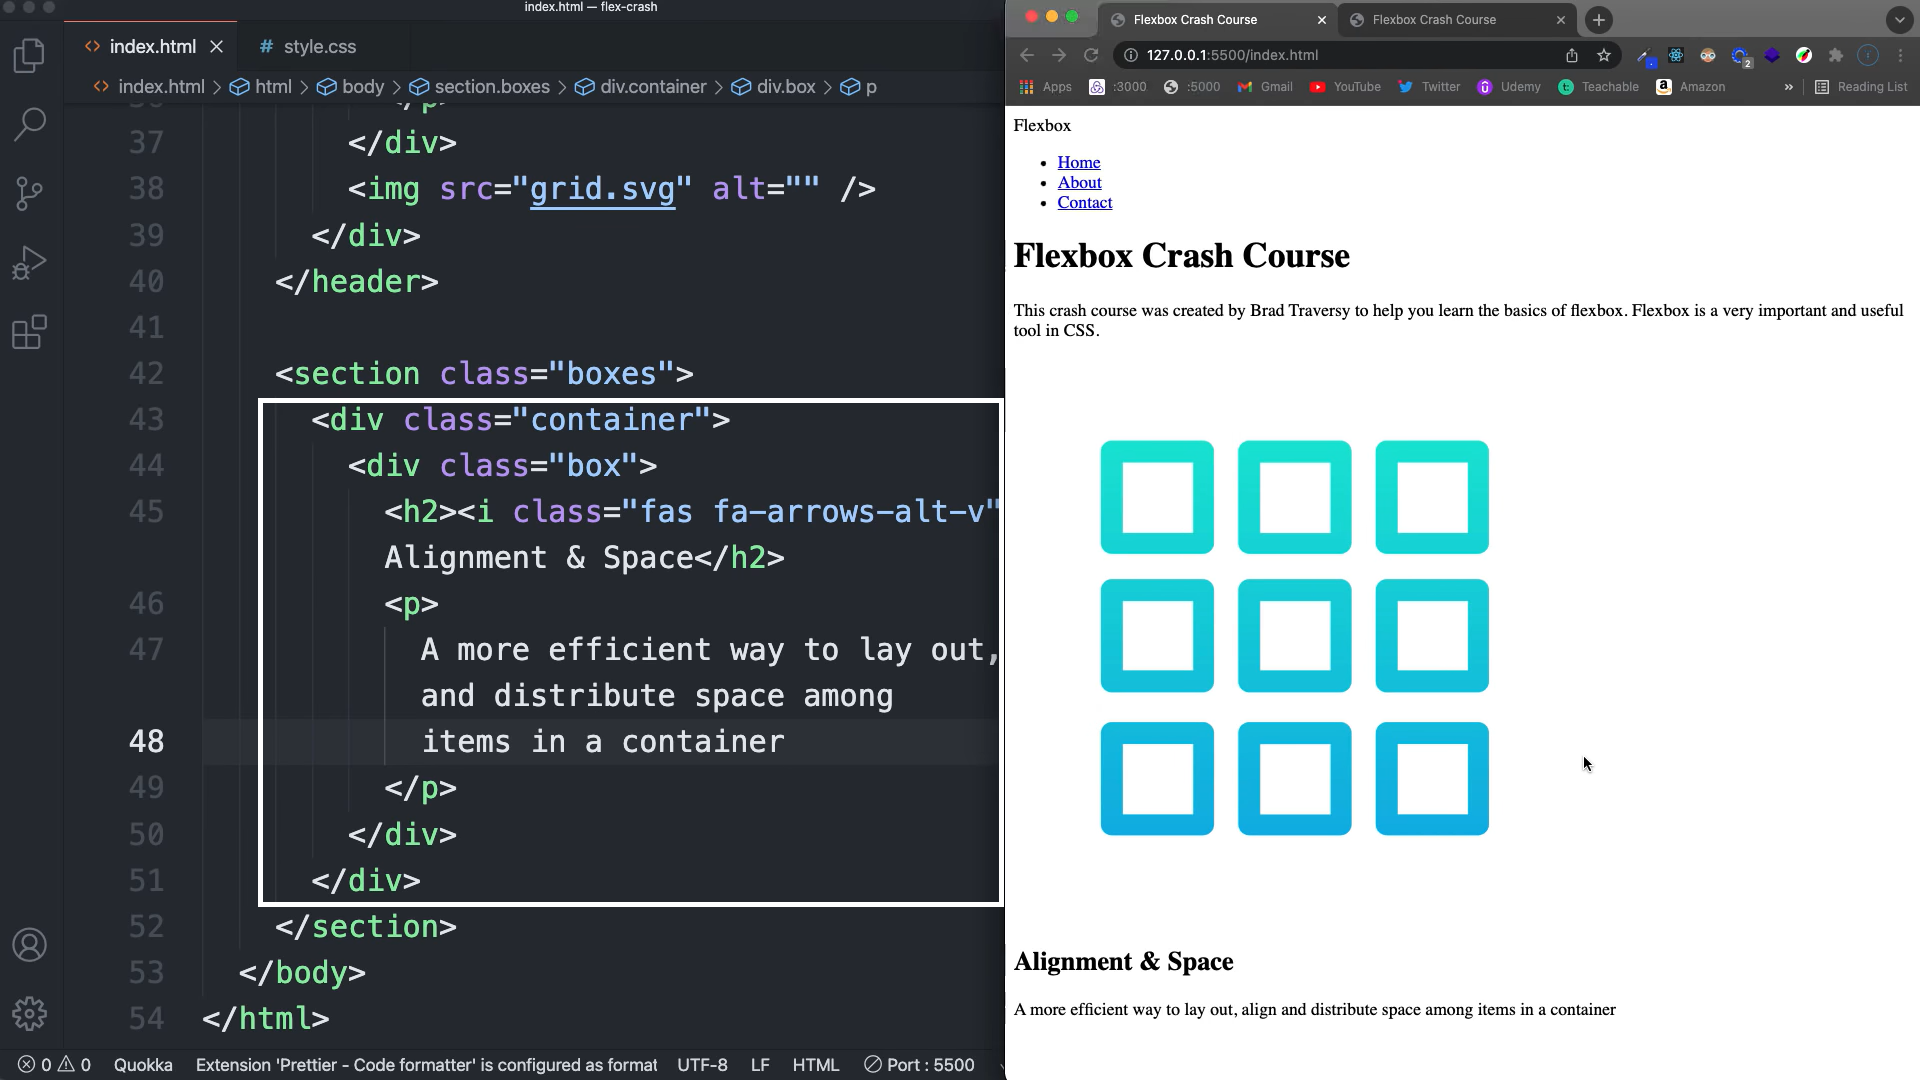 index.html — flex-crash
index.html
# style.css
index.html > html > body > section.boxes > div.container > div.box > p
37 </div>
38 <img src="grid.svg" alt="" />
39 </div>
40 </header>
41
42 <section class="boxes">
43 <div class="container">
44 <div class="box">
45 <h2><i class="fas fa-arrows-alt-v"
Alignment & Space</h2>
46 <p>
47 A more efficient way to lay out,
and distribute space among
48 items in a container
49 </p>
50 </div>
51 </div>
52 </section>
53 </body>
54 </html>
0 0 Quokka Extension 'Prettier - Code formatter' is configured as format UTF-8 LF HTML Port : 5500
Flexbox Crash Course
Flexbox Crash Course
127.0.0.1:5500/index.html
2
Apps :3000 :5000 Gmail YouTube Twitter Udemy Teachable Amazon » Reading List
Flexbox
• Home
• About
• Contact
Flexbox Crash Course
This crash course was created by Brad Traversy to help you learn the basics of flexbox. Flexbox is a very important and useful
tool in CSS.
Alignment & Space
A more efficient way to lay out, align and distribute space among items in a container